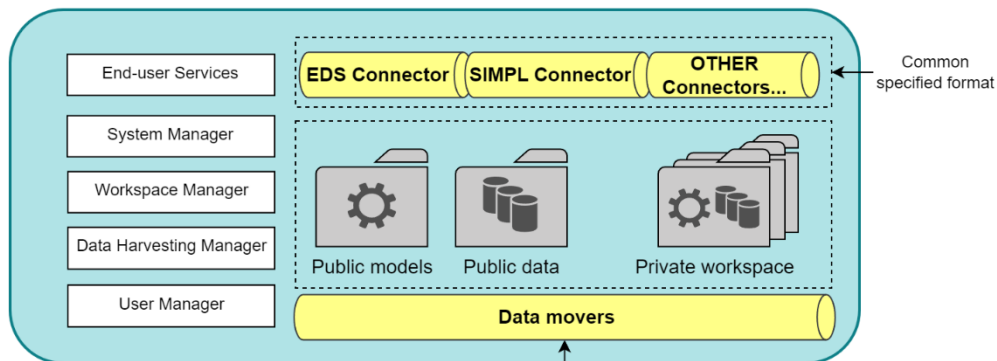 End-user Services
System Manager
Workspace Manager
Data Harvesting Manager
User Manager
EDS Connector
SIMPL Connector
OTHER
Connectors...
Common
specified format
Public models
Public data
Private workspace
Data movers